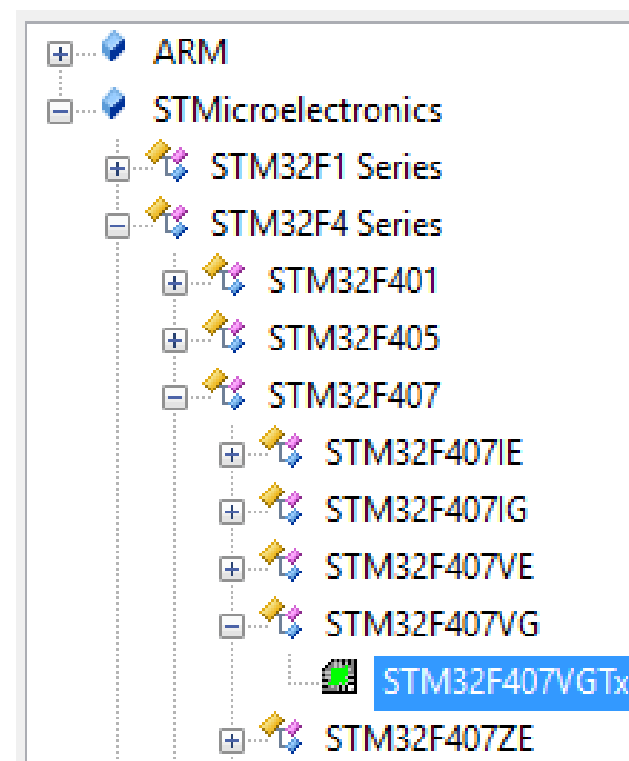 ARM
STMicroelectronics
STM32F1 Series
STM32F4 Series
STM32F401
STM32F405
STM32F407
STM32F407IE
STM32F407IG
STM32F407VE
STM32F407VG
STM32F407VGTx
STM32F407ZE